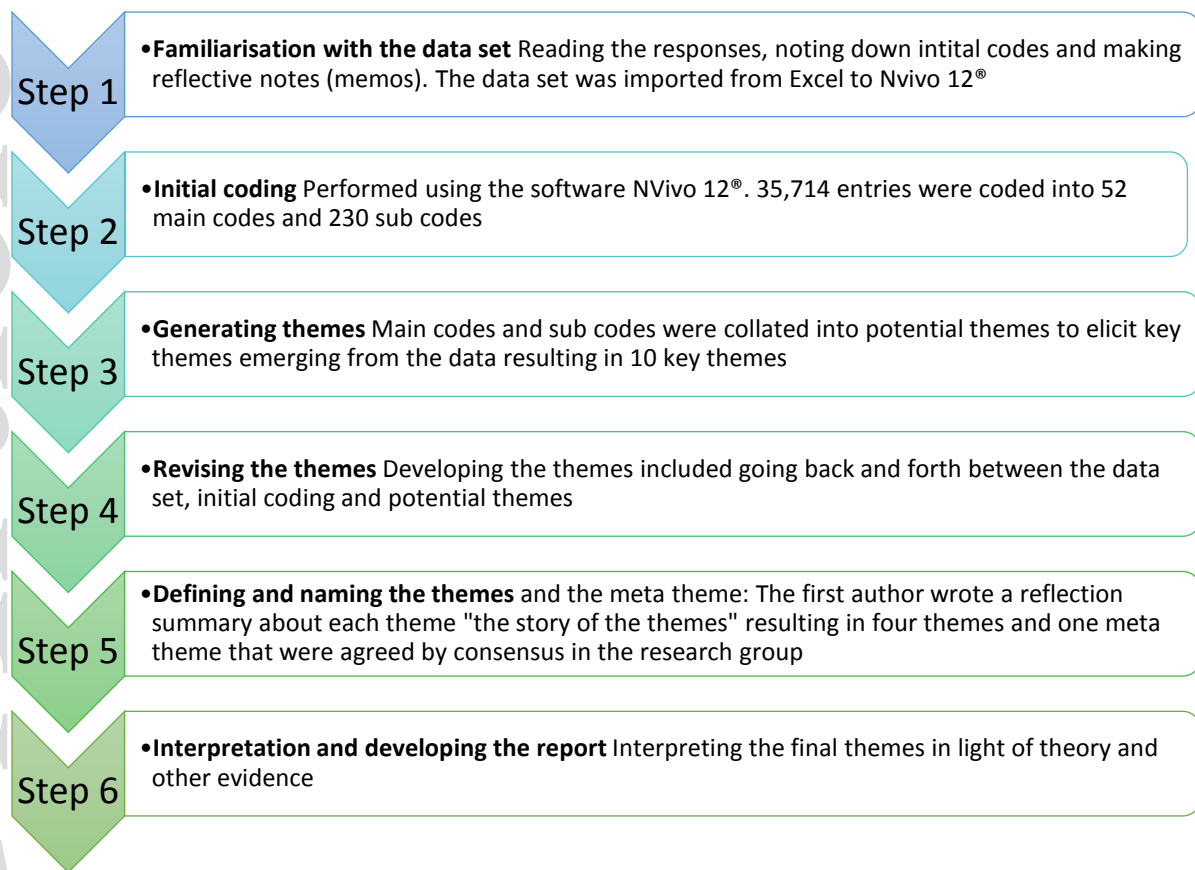 Step 1
•Familiarisation with the data set Reading the responses, noting down intital codes and making
reflective notes (memos). The data set was imported from Excel to Nvivo 12®
Step 2
•Initial coding Performed using the software NVivo 12®. 35,714 entries were coded into 52
main codes and 230 sub codes
Step 3
•Generating themes Main codes and sub codes were collated into potential themes to elicit key
themes emerging from the data resulting in 10 key themes
Step 4
•Revising the themes Developing the themes included going back and forth between the data
set, initial coding and potential themes
Step 5
•Defining and naming the themes and the meta theme: The first author wrote a reflection
summary about each theme "the story of the themes" resulting in four themes and one meta
theme that were agreed by consensus in the research group
Step 6
•Interpretation and developing the report Interpreting the final themes in light of theory and
other evidence